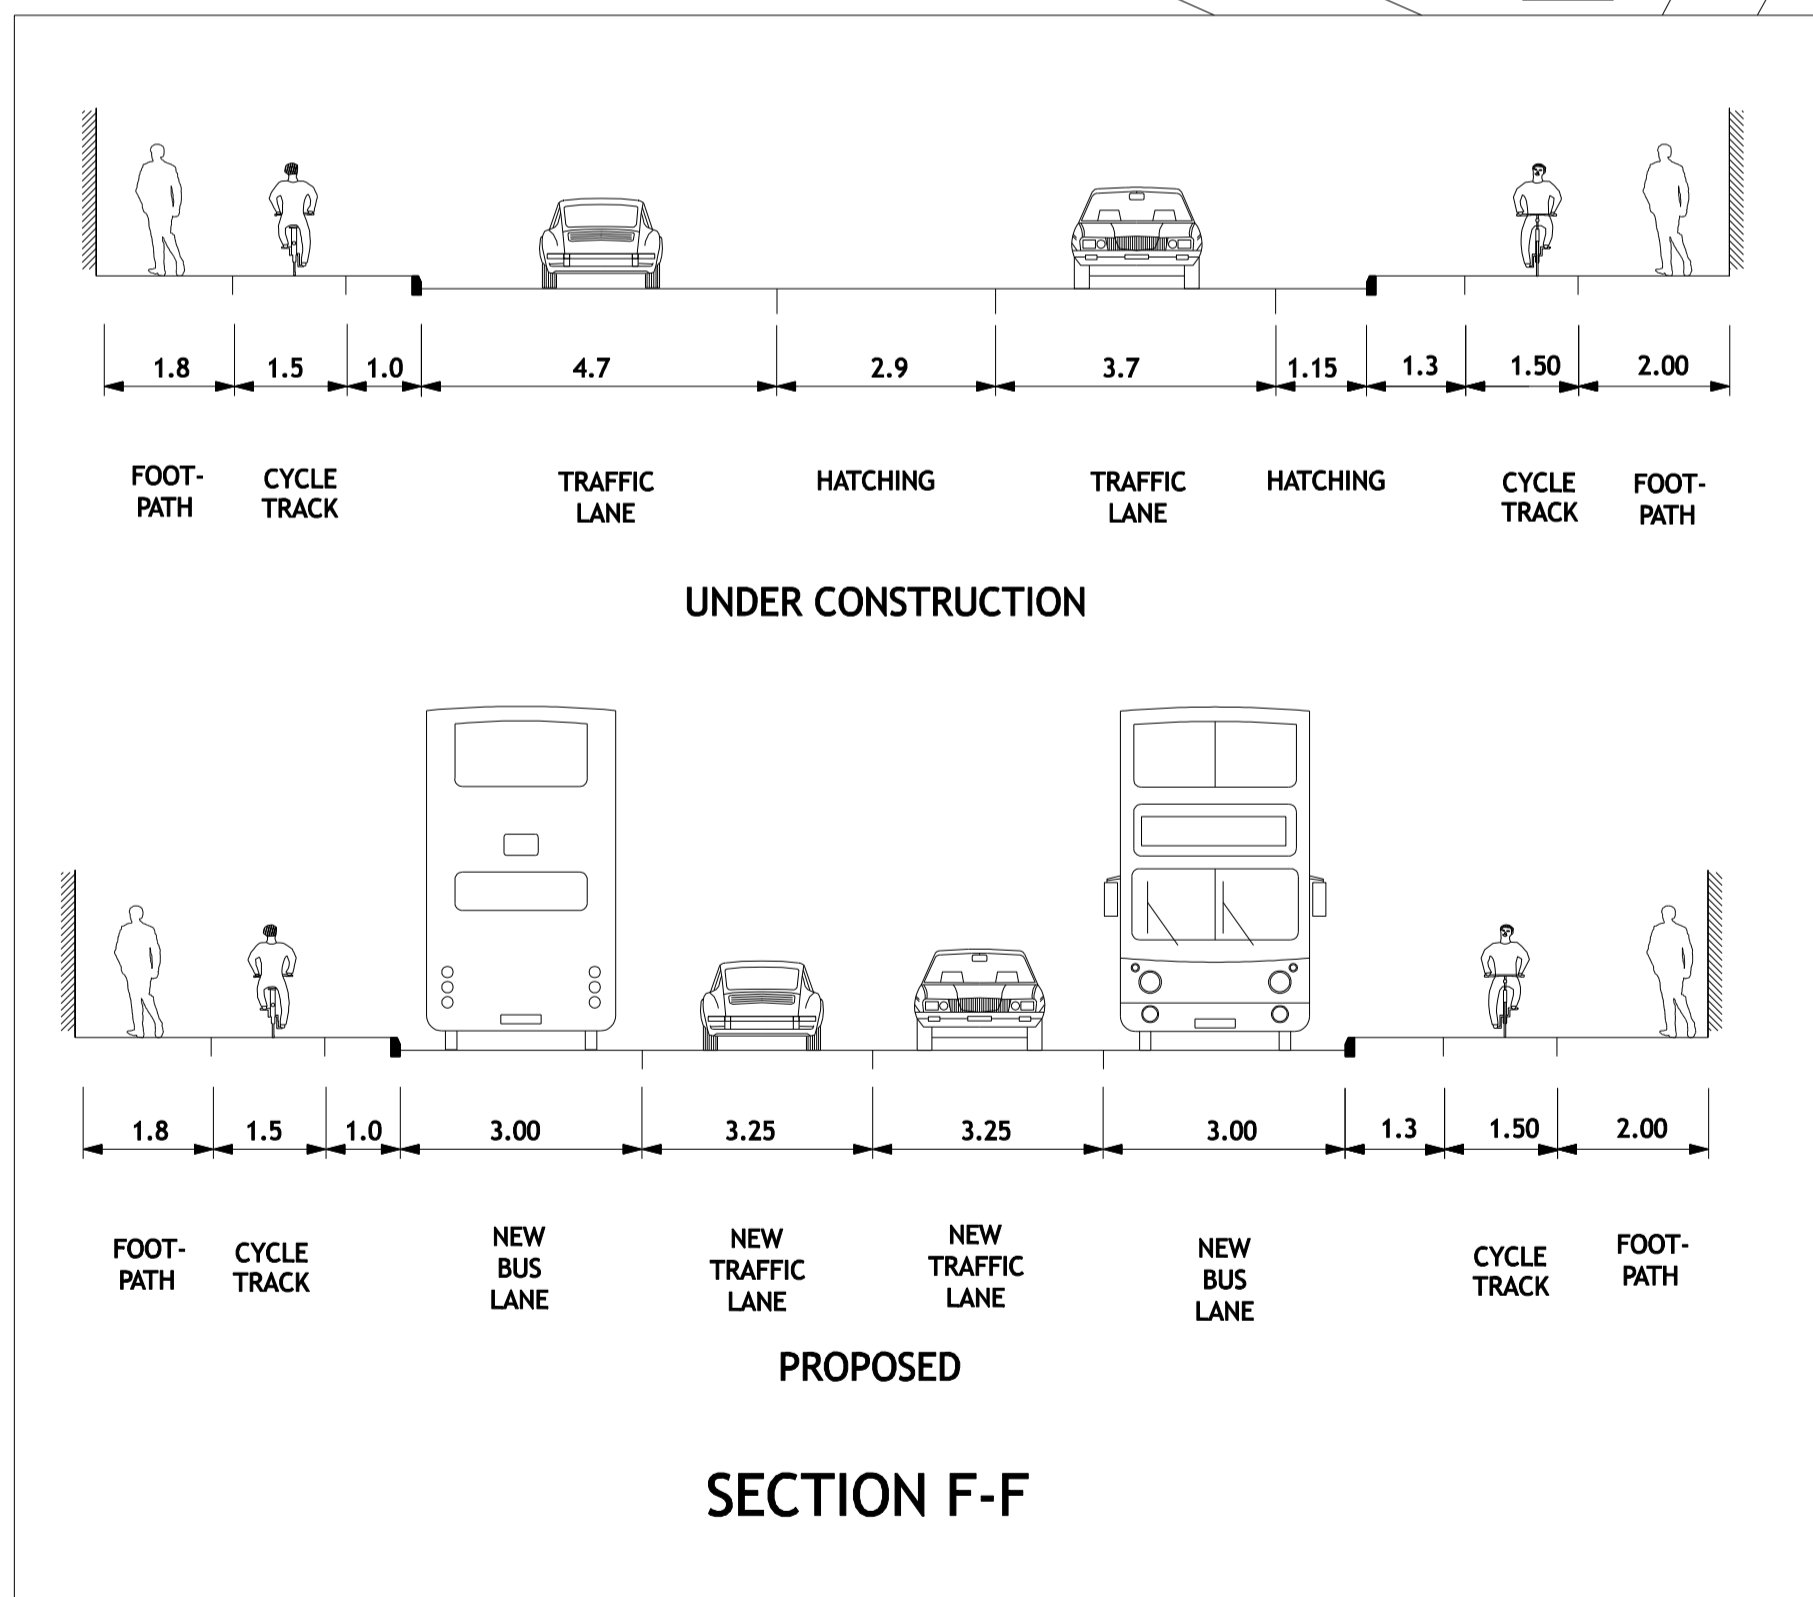 1.8 1.5 1.0 4.7 2.9 3.7 1.15 1.3 1.50 2.00
FOOT-
PATH
CYCLE
TRACK
TRAFFIC
LANE
HATCHING
TRAFFIC
LANE
HATCHING
CYCLE
TRACK
FOOT-
PATH
UNDER CONSTRUCTION
1.8 1.5 1.0 3.00 3.25 3.25 3.00 1.3 1.50 2.00
FOOT-
PATH
CYCLE
TRACK
NEW
BUS
LANE
NEW
TRAFFIC
LANE
NEW
TRAFFIC
LANE
NEW
BUS
LANE
CYCLE
TRACK
FOOT-
PATH
PROPOSED
SECTION F-F